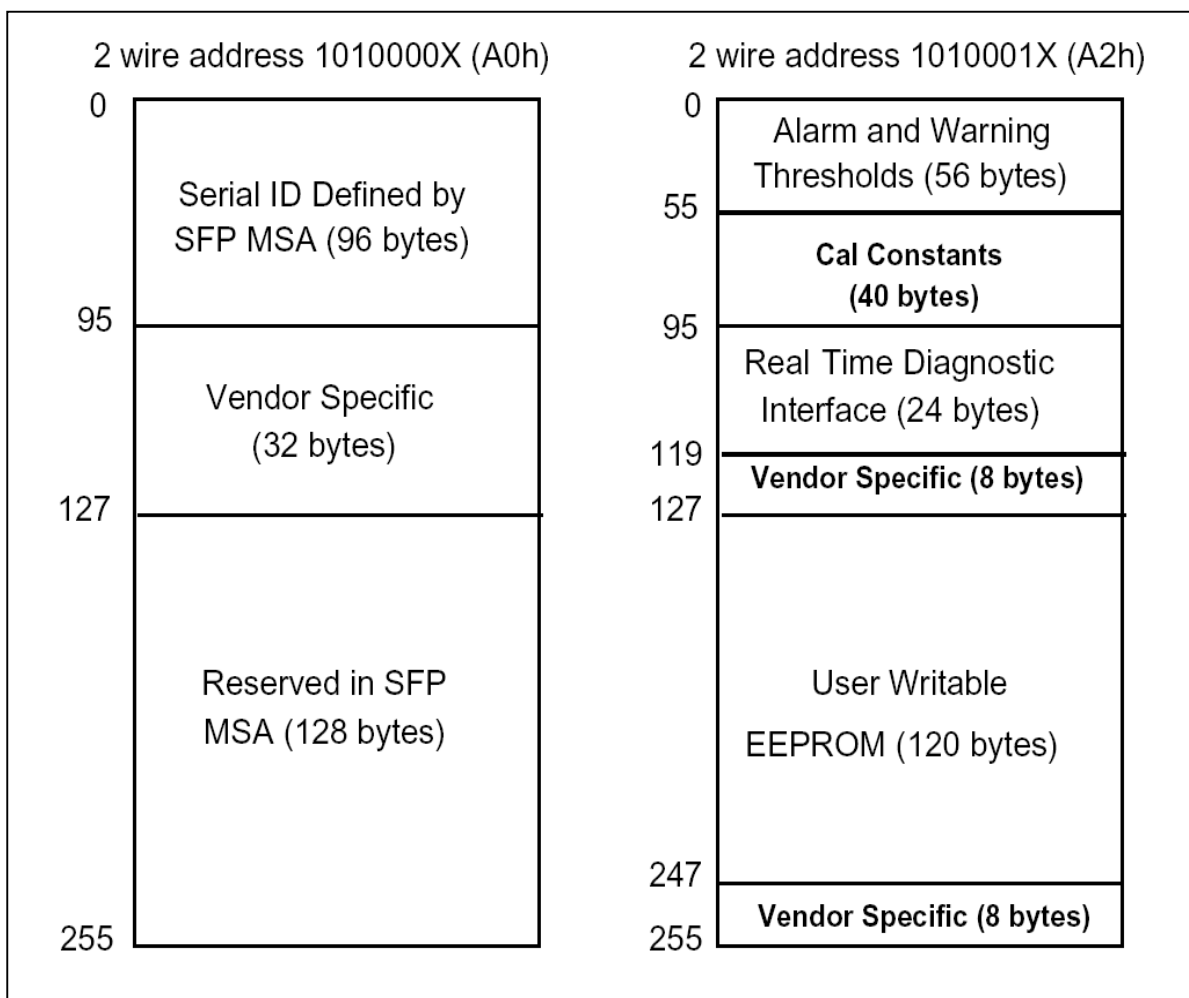 2 wire address 1010000X (A0h)
0
Serial ID Defined by
SFP MSA (96 bytes)
95
Vendor Specific
(32 bytes)
127
Reserved in SFP
MSA (128 bytes)
255
2 wire address 1010001X (A2h)
0
Alarm and Warning
Thresholds (56 bytes)
55
Cal Constants
(40 bytes)
95
Real Time Diagnostic
Interface (24 bytes)
119
Vendor Specific (8 bytes)
127
User Writable
EEPROM (120 bytes)
247
Vendor Specific (8 bytes)
255